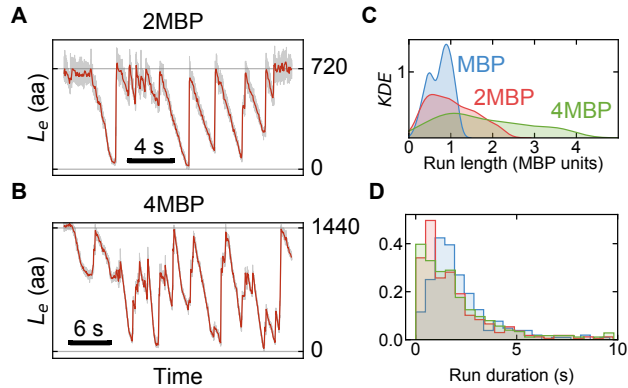 A
2MBP
L_e (aa)
720
0
4 s
B
4MBP
L_e (aa)
1440
0
6 s
Time
C
KDE
1
MBP
2MBP
4MBP
0 1 2 3 4
Run length (MBP units)
D
0.4
0.2
0.0
0 5 10
Run duration (s)